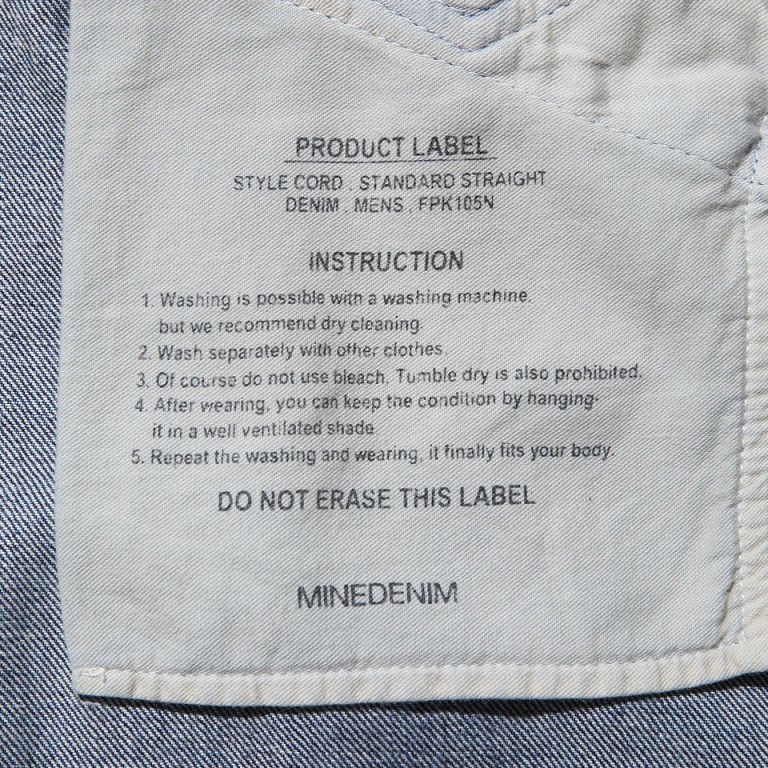 PRODUCT LABEL
STYLE CORD . STANDARD STRAIGHT
DENIM . MENS . FPK105N
INSTRUCTION
1. Washing is possible with a washing machine.
but we recommend dry cleaning.
2. Wash separately with other clothes.
3. Of course do not use bleach. Tumble dry is also prohibited.
4. After wearing, you can keep the condition by hanging
it in a well ventilated shade
5. Repeat the washing and wearing, it finally fits your body.
DO NOT ERASE THIS LABEL
MINEDENIM